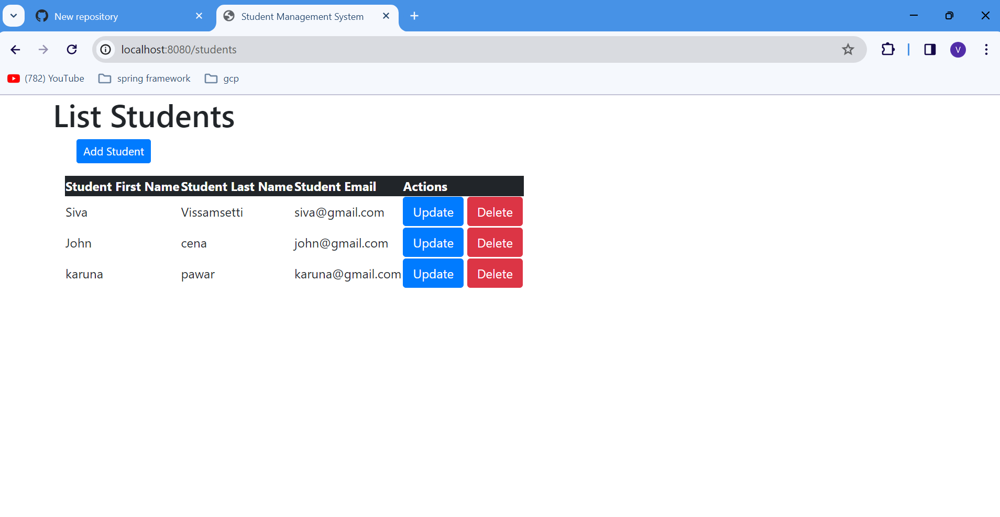 New repository Student Management System
localhost:8080/students V
(782) YouTube spring framework gcp
List Students
Add Student
Student First Name Student Last Name Student Email Actions
Siva Vissamsetti siva@gmail.com Update Delete
John cena john@gmail.com Update Delete
karuna pawar karuna@gmail.com Update Delete